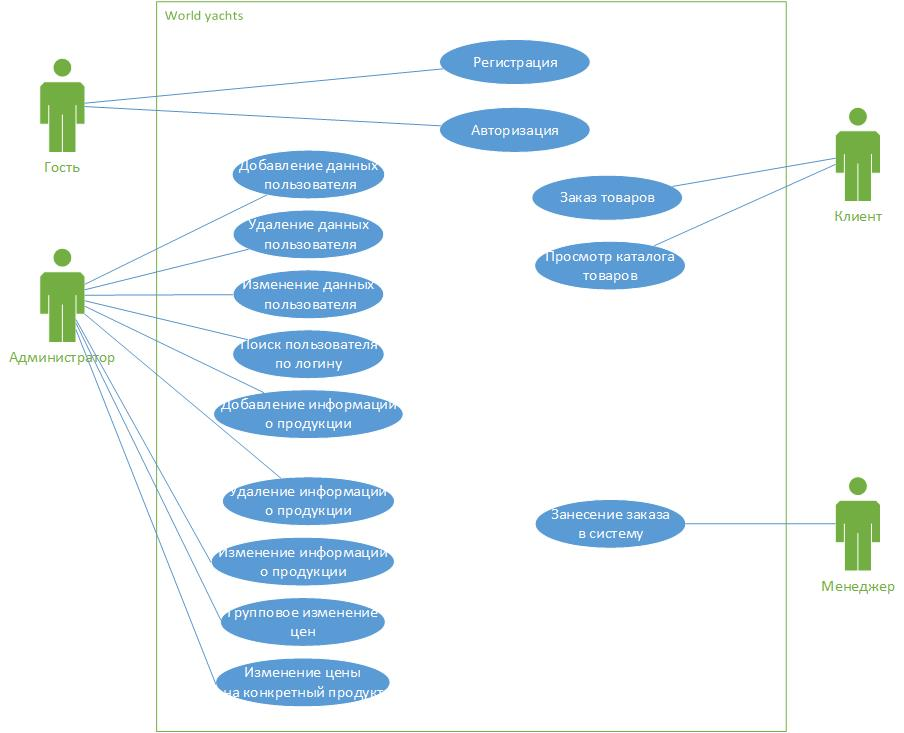 World yachts
Регистрация
Авторизация
Гость
Добавление данных
пользователя
Заказ товаров
Клиент
Удаление данных
пользователя
Просмотр каталога
товаров
Изменение данных
пользователя
Администратор
Поиск пользователя
по логину
Добавление информации
о продукции
Удаление информации
о продукции
Занесение заказа
в систему
Изменение информации
о продукции
Менеджер
Групповое изменение
цен
Изменение цены
на конкретный продукт